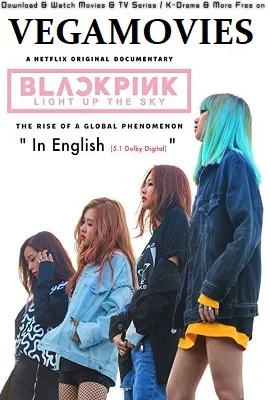 Download & Watch Movies & TV Series / K-Drama & More Free on
VEGAMOVIES
A NETFLIX ORIGINAL DOCUMENTARY
BLACKPINK
LIGHT UP THE SKY
THE RISE OF A GLOBAL PHENOMENON
" In English [5.1 Dolby Digital] "